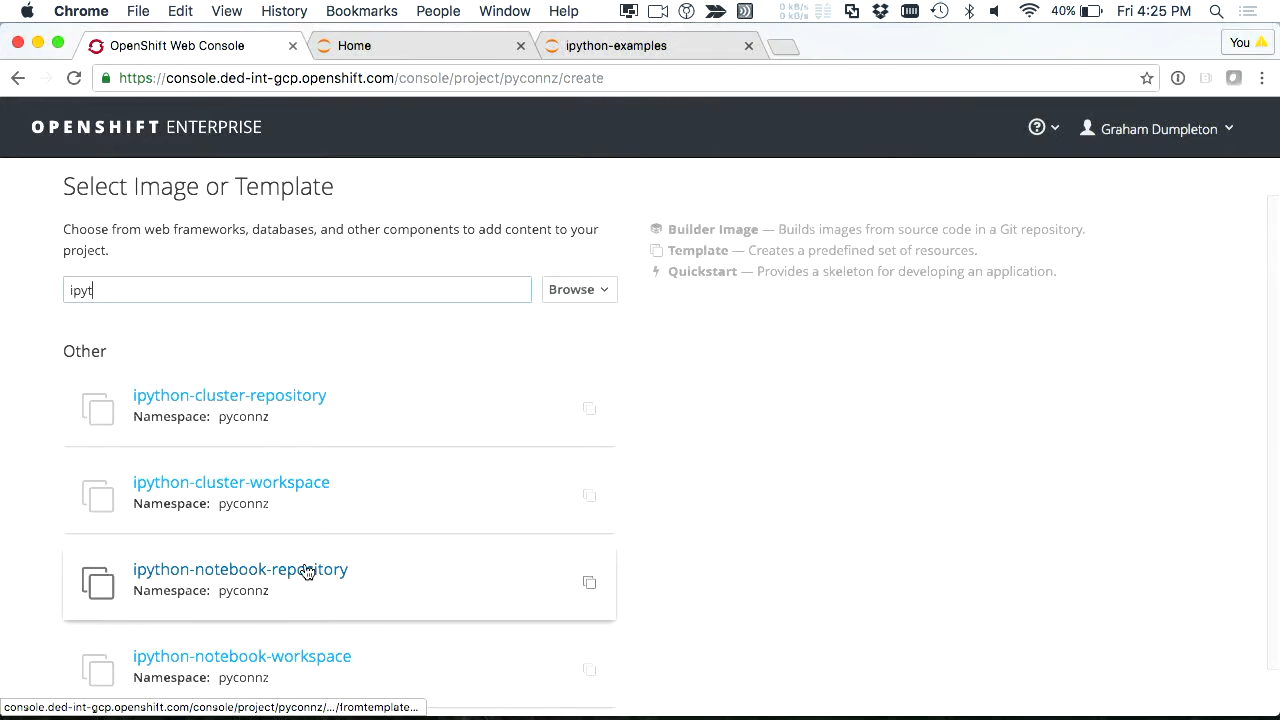 Chrome File Edit View History Bookmarks People Window Help 0 kB/s 0 kB/s 40% Fri 4:25 PM
OpenShift Web Console Home ipython-examples You
https://console.ded-int-gcp.openshift.com/console/project/pyconnz/create
OPENSHIFT ENTERPRISE Graham Dumpleton
Select Image or Template
Choose from web frameworks, databases, and other components to add content to your
project.
Builder Image — Builds images from source code in a Git repository.
Template — Creates a predefined set of resources.
Quickstart — Provides a skeleton for developing an application.
ipyt Browse
Other
ipython-cluster-repository
Namespace: pyconnz
ipython-cluster-workspace
Namespace: pyconnz
ipython-notebook-repository
Namespace: pyconnz
ipython-notebook-workspace
Namespace: pyconnz
console.ded-int-gcp.openshift.com/console/project/pyconnz/.../fromtemplate...